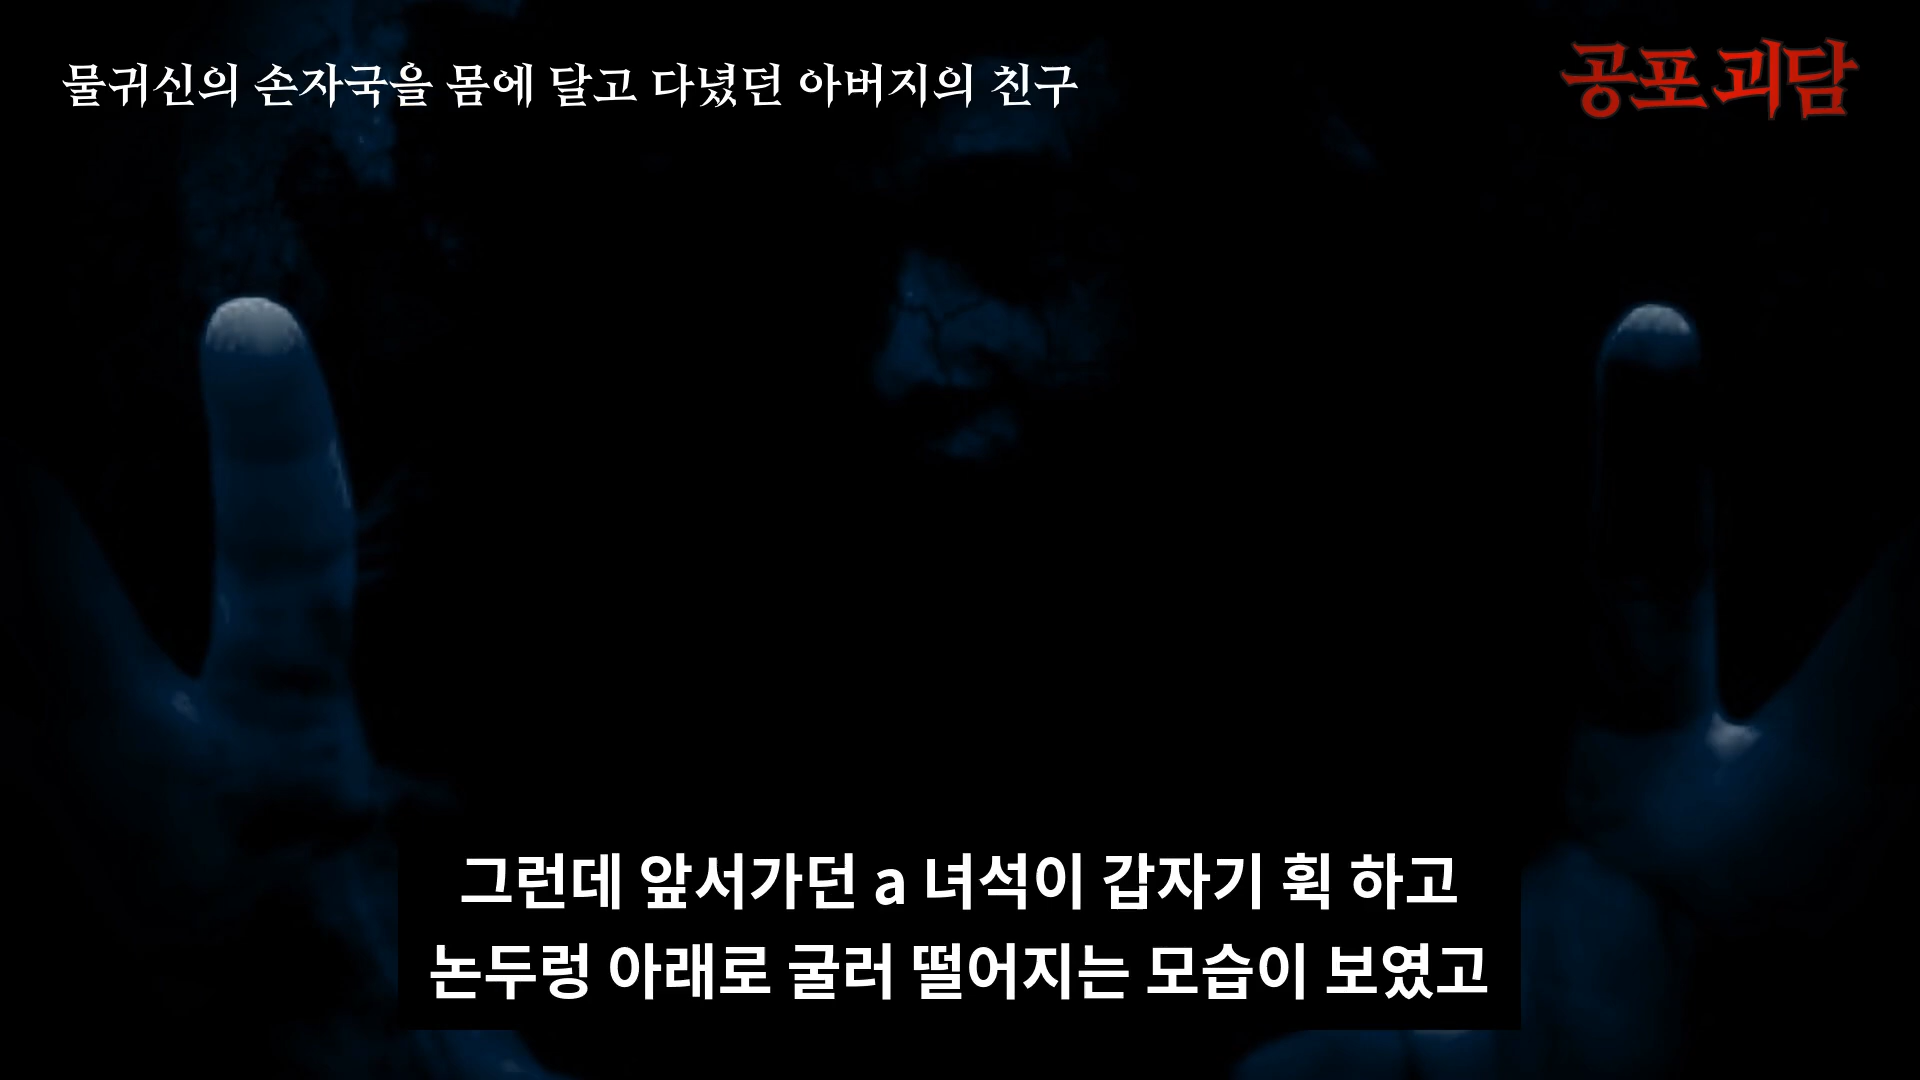 물귀신의 손자국을 몸에 달고 다녔던 아버지의 친구
공포괴담
그런데 앞서가던 a 녀석이 갑자기 휙 하고
논두렁 아래로 굴러 떨어지는 모습이 보였고